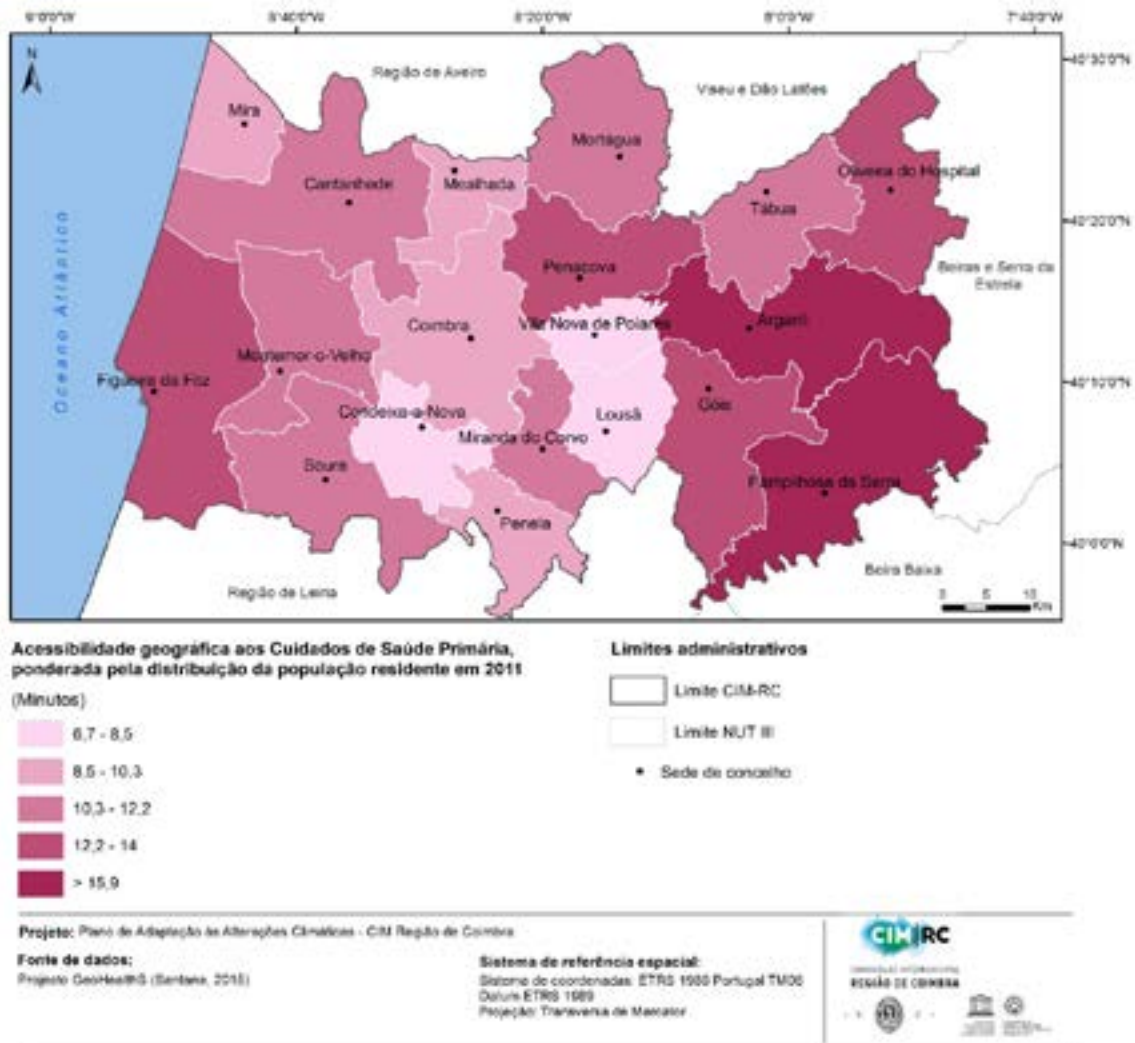 9°0'0"W 8°40'0"W 8°20'0"W 8°0'0"W 7°40'0"W
N
Região de Aveiro
Viseu e Dão Lafões
40°30'0"N
Mira
Mortágua
Cantanhede
Mealhada
Oliveira do Hospital
Tábua
40°20'0"N
Oceano Atlântico
Penacova
Beiras e Serra da
Estrela
Coimbra
Vila Nova de Poiares
Arganil
Montemor-o-Velho
Figueira da Foz
40°10'0"N
Condeixa-a-Nova
Lousã
Góis
Miranda do Corvo
Soure
Pampilhosa da Serra
Penela
40°0'0"N
Beira Baixa
Região de Leiria
0 5 10
Km
Acessibilidade geográfica aos Cuidados de Saúde Primária,
ponderada pela distribuição da população residente em 2011
(Minutos)
6,7 - 8,5
8,5 - 10,3
10,3 - 12,2
12,2 - 14
> 15,9
Limites administrativos
Limite CIM-RC
Limite NUT III
Sede de concelho
Projeto: Plano de Adaptação às Alterações Climáticas - CIM Região de Coimbra
Fonte de dados:
Projecto GeoHealthS (Santana, 2015)
Sistema de referência espacial:
Sistema de coordenadas: ETRS 1989 Portugal TM06
Datum ETRS 1989
Projeção: Transversa de Mercator
CIM RC
COMUNIDADE INTERMUNICIPAL
REGIÃO DE COIMBRA